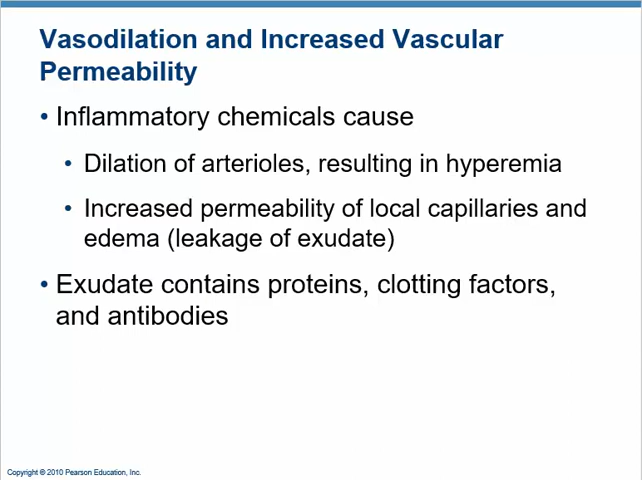 Vasodilation and Increased Vascular
Permeability
• Inflammatory chemicals cause
• Dilation of arterioles, resulting in hyperemia
• Increased permeability of local capillaries and
edema (leakage of exudate)
• Exudate contains proteins, clotting factors,
and antibodies
Copyright © 2010 Pearson Education, Inc.